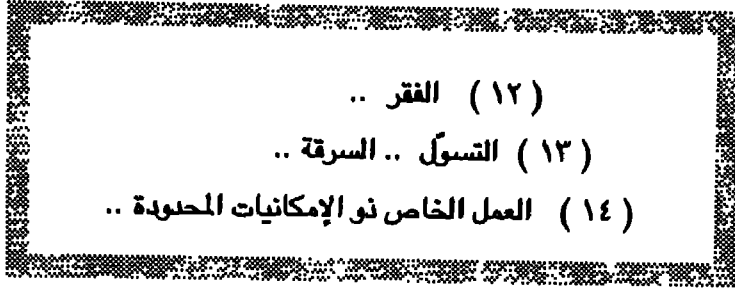 ( ١٢ ) الفقر ..
( ١٣ ) التسوّل .. السرقة ..
( ١٤ ) العمل الخاص ذو الإمكانيات المحدودة ..